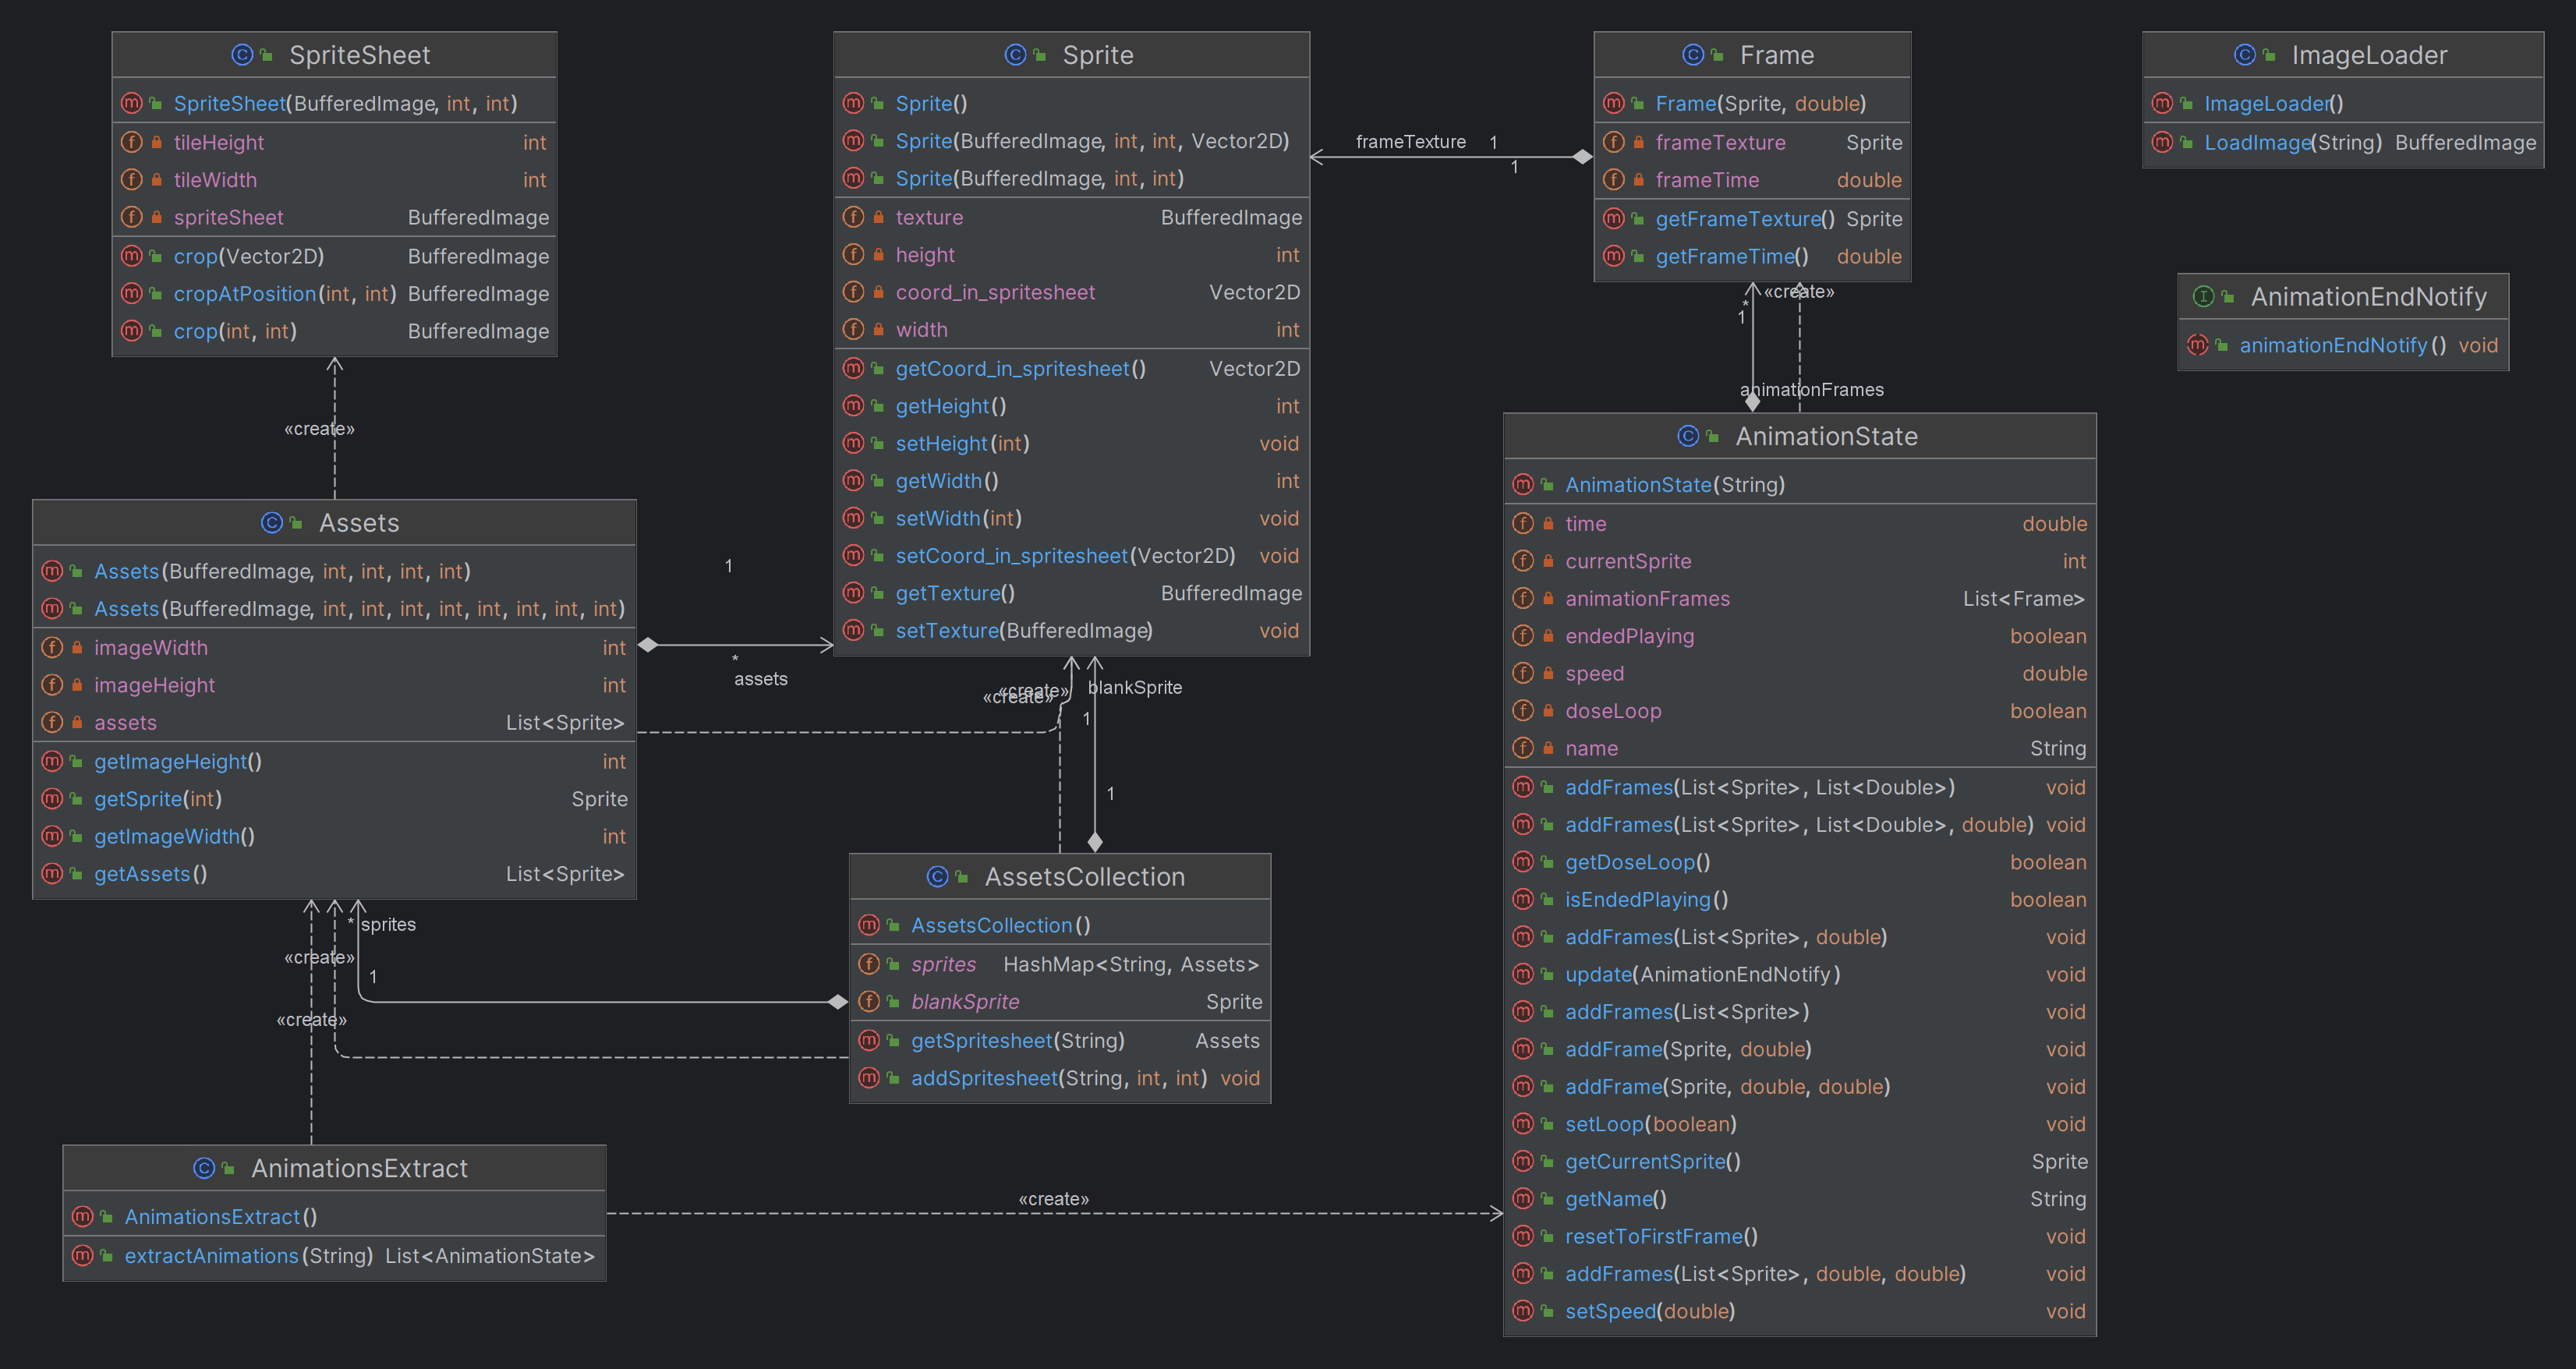 SpriteSheet
SpriteSheet(BufferedImage, int, int)
tileHeight int
tileWidth int
spriteSheet BufferedImage
crop(Vector2D) BufferedImage
cropAtPosition(int, int) BufferedImage
crop(int, int) BufferedImage
«create»
Assets
Assets(BufferedImage, int, int, int, int)
Assets(BufferedImage, int, int, int, int, int, int, int, int)
imageWidth int
imageHeight int
assets List<Sprite>
getImageHeight() int
getSprite(int) Sprite
getImageWidth() int
getAssets() List<Sprite>
1
*
assets
Sprite
Sprite()
Sprite(BufferedImage, int, int, Vector2D)
Sprite(BufferedImage, int, int)
texture BufferedImage
height int
coord_in_spritesheet Vector2D
width int
getCoord_in_spritesheet() Vector2D
getHeight() int
setHeight(int) void
getWidth() int
setWidth(int) void
setCoord_in_spritesheet(Vector2D) void
getTexture() BufferedImage
setTexture(BufferedImage) void
«create»
«create»
blankSprite
1
1
frameTexture 1
1
Frame
Frame(Sprite, double)
frameTexture Sprite
frameTime double
getFrameTexture() Sprite
getFrameTime() double
«create»
*
1
animationFrames
ImageLoader
ImageLoader()
LoadImage(String) BufferedImage
AnimationEndNotify
animationEndNotify() void
AnimationState
AnimationState(String)
time double
currentSprite int
animationFrames List<Frame>
endedPlaying boolean
speed double
doseLoop boolean
name String
addFrames(List<Sprite>, List<Double>) void
addFrames(List<Sprite>, List<Double>, double) void
getDoseLoop() boolean
isEndedPlaying() boolean
addFrames(List<Sprite>, double) void
update(AnimationEndNotify) void
addFrames(List<Sprite>) void
addFrame(Sprite, double) void
addFrame(Sprite, double, double) void
setLoop(boolean) void
getCurrentSprite() Sprite
getName() String
resetToFirstFrame() void
addFrames(List<Sprite>, double, double) void
setSpeed(double) void
AssetsCollection
AssetsCollection()
sprites HashMap<String, Assets>
blankSprite Sprite
getSpritesheet(String) Assets
addSpritesheet(String, int, int) void
* sprites
«create»
1
«create»
AnimationsExtract
AnimationsExtract()
extractAnimations(String) List<AnimationState>
«create»